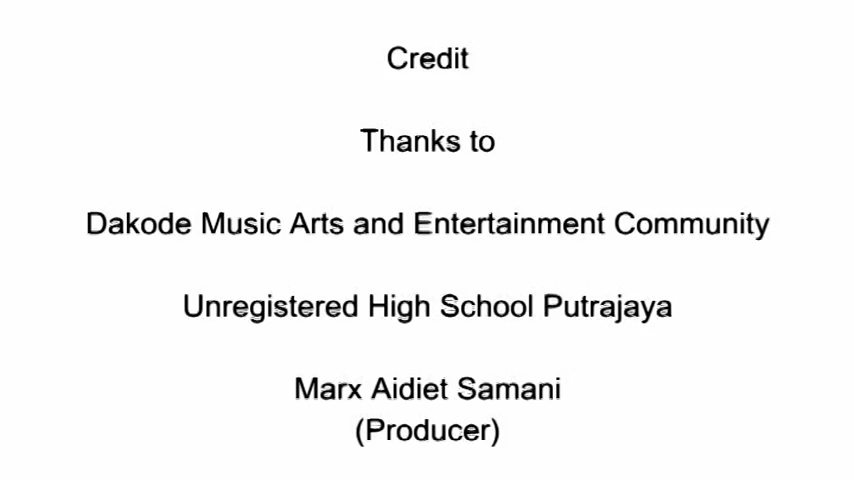 Credit
Thanks to
Dakode Music Arts and Entertainment Community
Unregistered High School Putrajaya
Marx Aidiet Samani
(Producer)